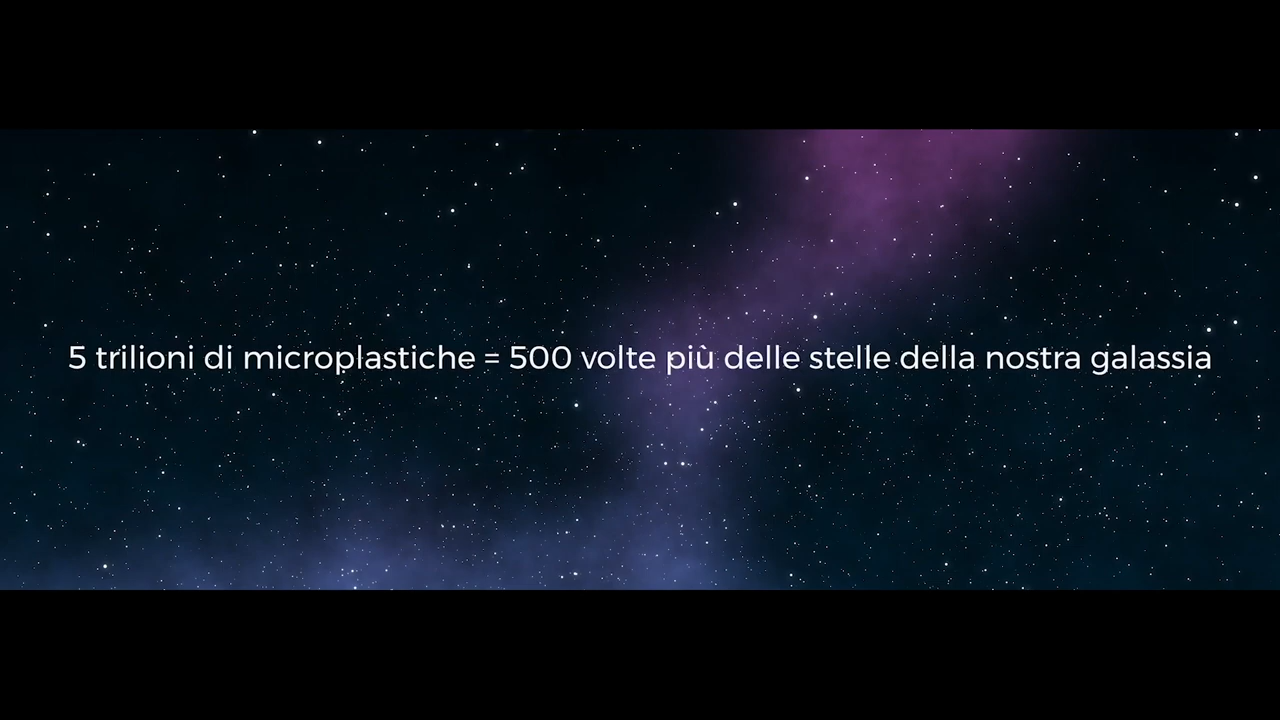 5 trilioni di microplastiche = 500 volte più delle stelle della nostra galassia